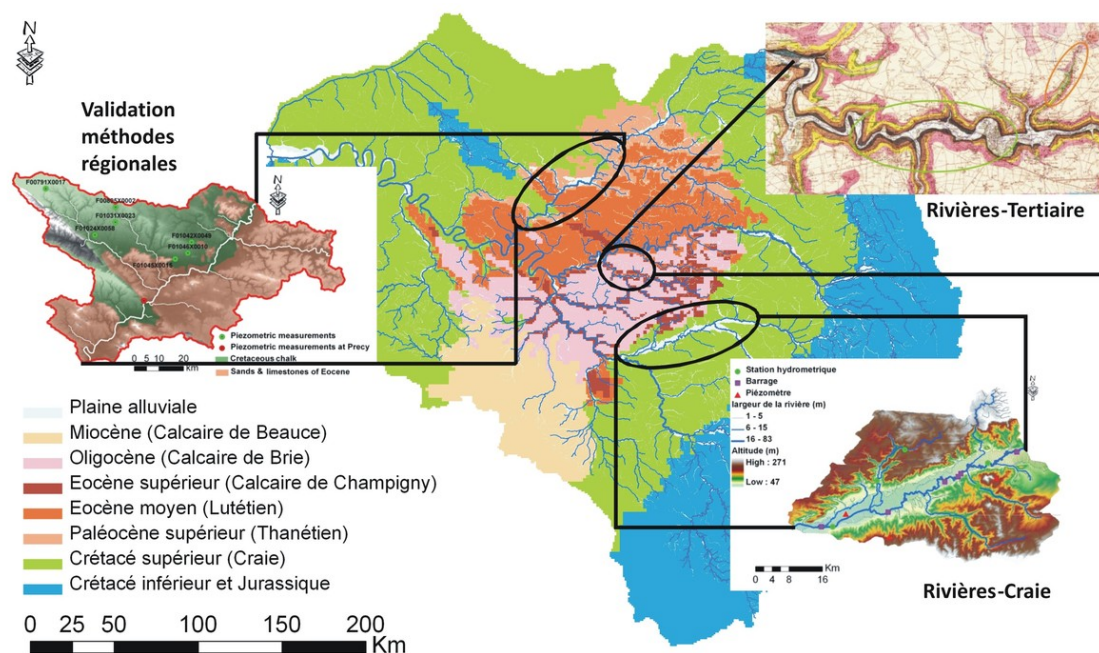 N
Validation
méthodes
régionales
F00791X0017
F01031X0023
F01024X0058
F01042X0045
Piezometric measurements
Piezometric measurements at Precy
Cretaceous chalk
Sands & limestones of Eocene
0 5 10 20
Km
Rivières-Tertiaire
Plaine alluviale
Miocène (Calcaire de Beauce)
Oligocène (Calcaire de Brie)
Eocène supérieur (Calcaire de Champigny)
Eocène moyen (Lutétien)
Paléocène supérieur (Thanétien)
Crétacé supérieur (Craie)
Crétacé inférieur et Jurassique
0 25 50 100 150 200
Km
Station hydrometrique
Barrage
Piézomètre
largeur de la rivière (m)
1 - 5
6 - 15
16 - 83
Altitude (m)
High : 271
Low : 47
Km
0 4 8 16
Rivières-Craie